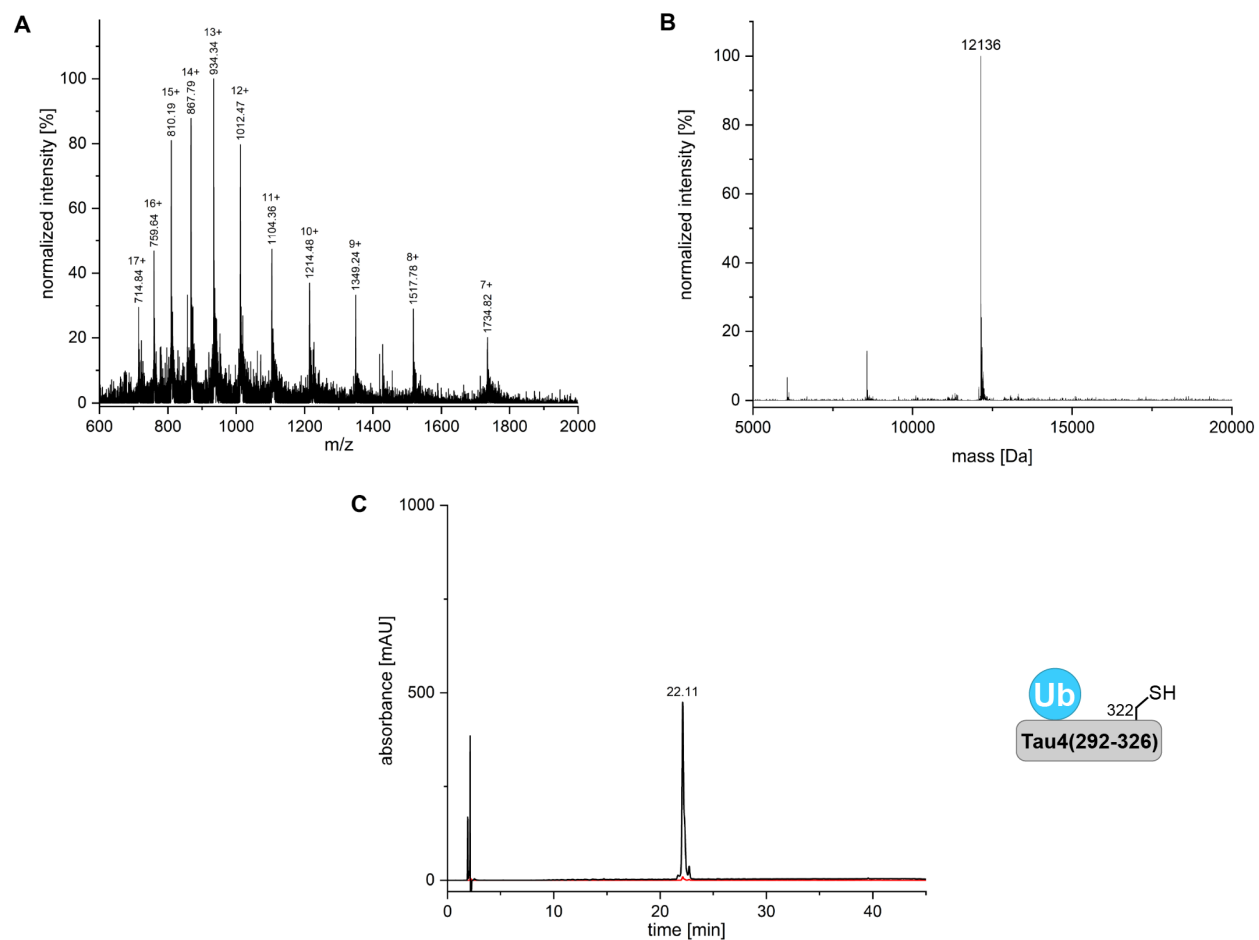 A
normalized intensity [%]
100
80
60
40
20
0
17+
714.84
16+
759.64
15+
810.19
14+
867.79
13+
934.34
12+
1012.47
11+
1104.36
10+
1214.48
9+
1349.24
8+
1517.78
7+
1734.82
600 800 1000 1200 1400 1600 1800 2000
m/z
B
normalized intensity [%]
100
80
60
40
20
0
12136
5000 10000 15000 20000
mass [Da]
C
absorbance [mAU]
1000
500
0
22.11
0 10 20 30 40
time [min]
Ub
322
SH
Tau4(292-326)